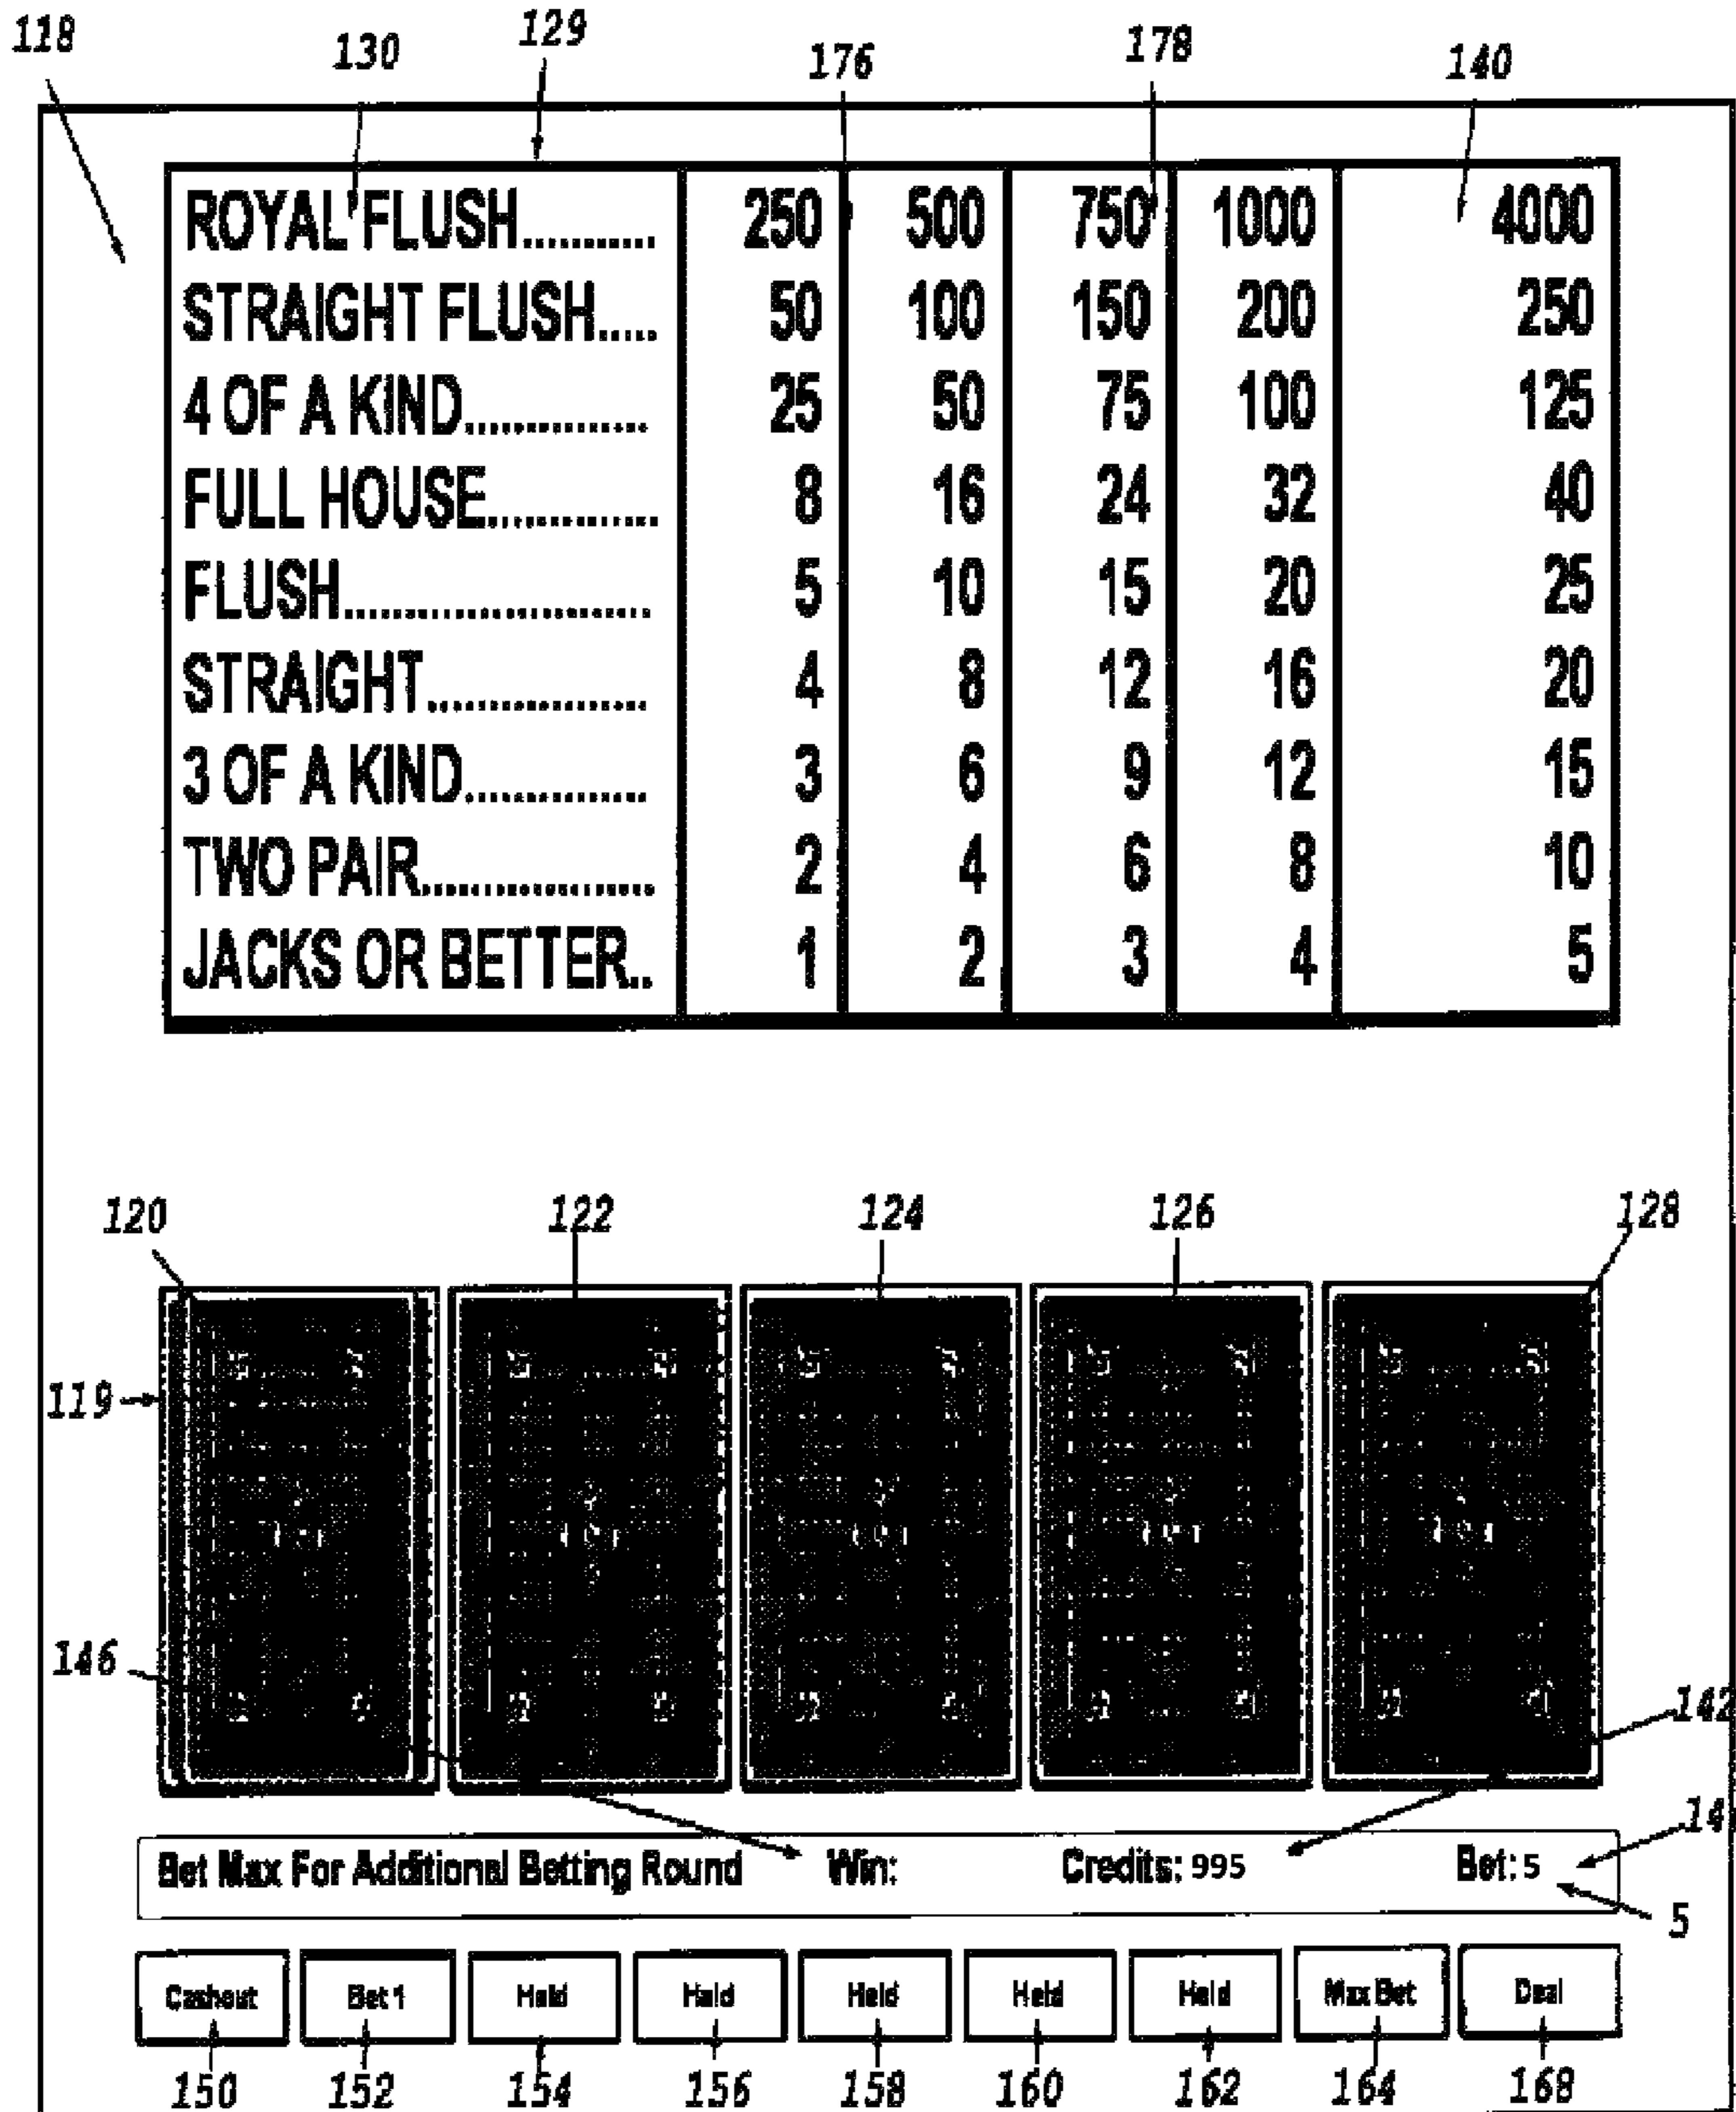 118 130 129 176 178 140
ROYAL FLUSH........... 250 500 750 1000 4000
STRAIGHT FLUSH..... 50 100 150 200 250
4 OF A KIND............... 25 50 75 100 125
FULL HOUSE............... 8 16 24 32 40
FLUSH........................... 5 10 15 20 25
STRAIGHT................... 4 8 12 16 20
3 OF A KIND............... 3 6 9 12 15
TWO PAIR.................... 2 4 6 8 10
JACKS OR BETTER.. 1 2 3 4 5
120 122 124 126 128
119
146
142
14
Bet Max For Additional Betting Round Win: Credits: 995 Bet: 5
5
Cashout Bet 1 Held Held Held Held Held Max Bet Deal
150 152 154 156 158 160 162 164 168